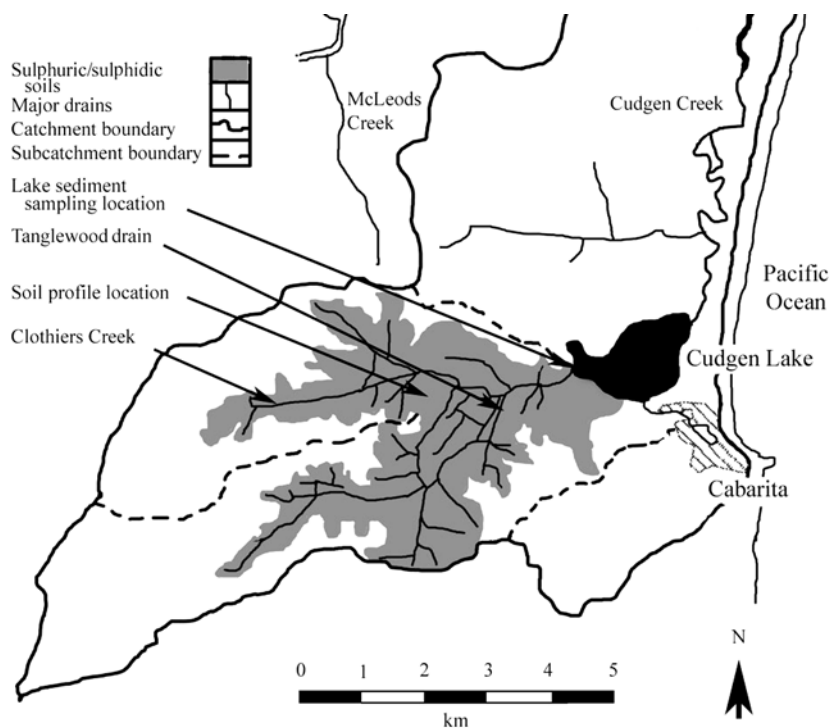 Sulphuric/sulphidic
soils
Major drains
Catchment boundary
Subcatchment boundary
Lake sediment
sampling location
Tanglewood drain
Soil profile location
Clothiers Creek
McLeods
Creek
Cudgen Creek
Pacific
Ocean
Cudgen Lake
Cabarita
N
0 1 2 3 4 5
km